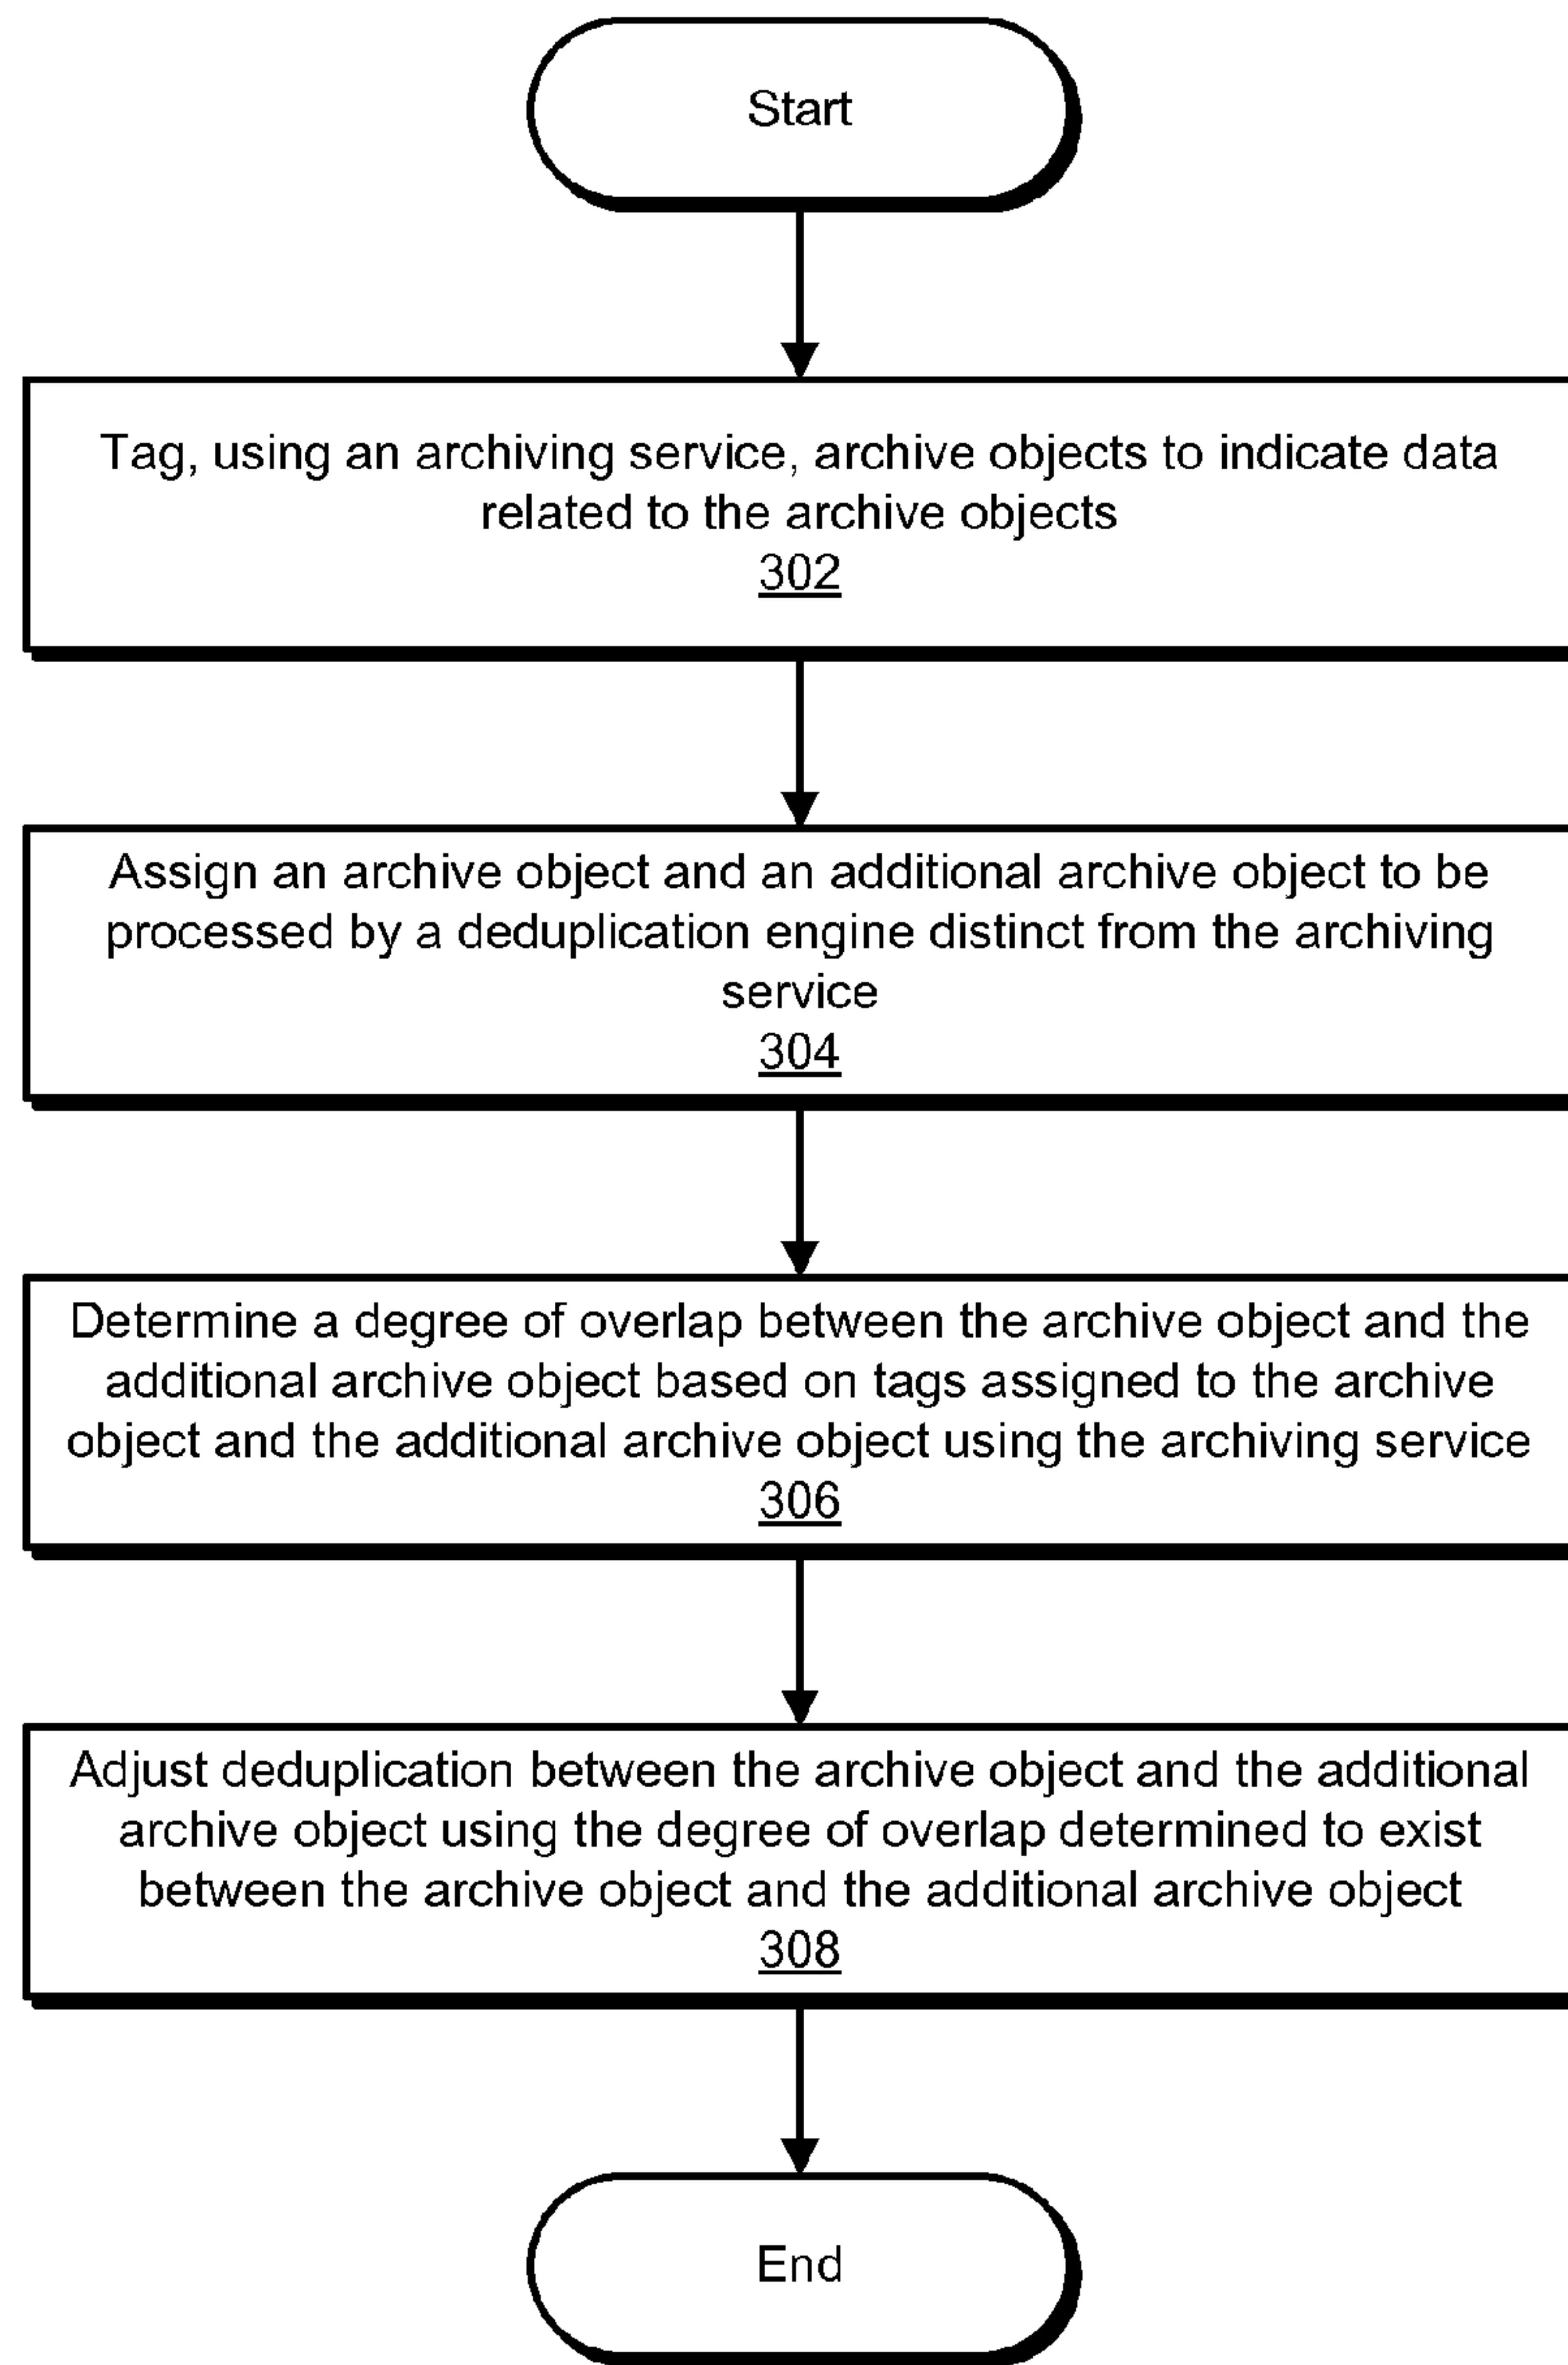 Start
Tag, using an archiving service, archive objects to indicate data
related to the archive objects
302
Assign an archive object and an additional archive object to be
processed by a deduplication engine distinct from the archiving
service
304
Determine a degree of overlap between the archive object and the
additional archive object based on tags assigned to the archive
object and the additional archive object using the archiving service
306
Adjust deduplication between the archive object and the additional
archive object using the degree of overlap determined to exist
between the archive object and the additional archive object
308
End